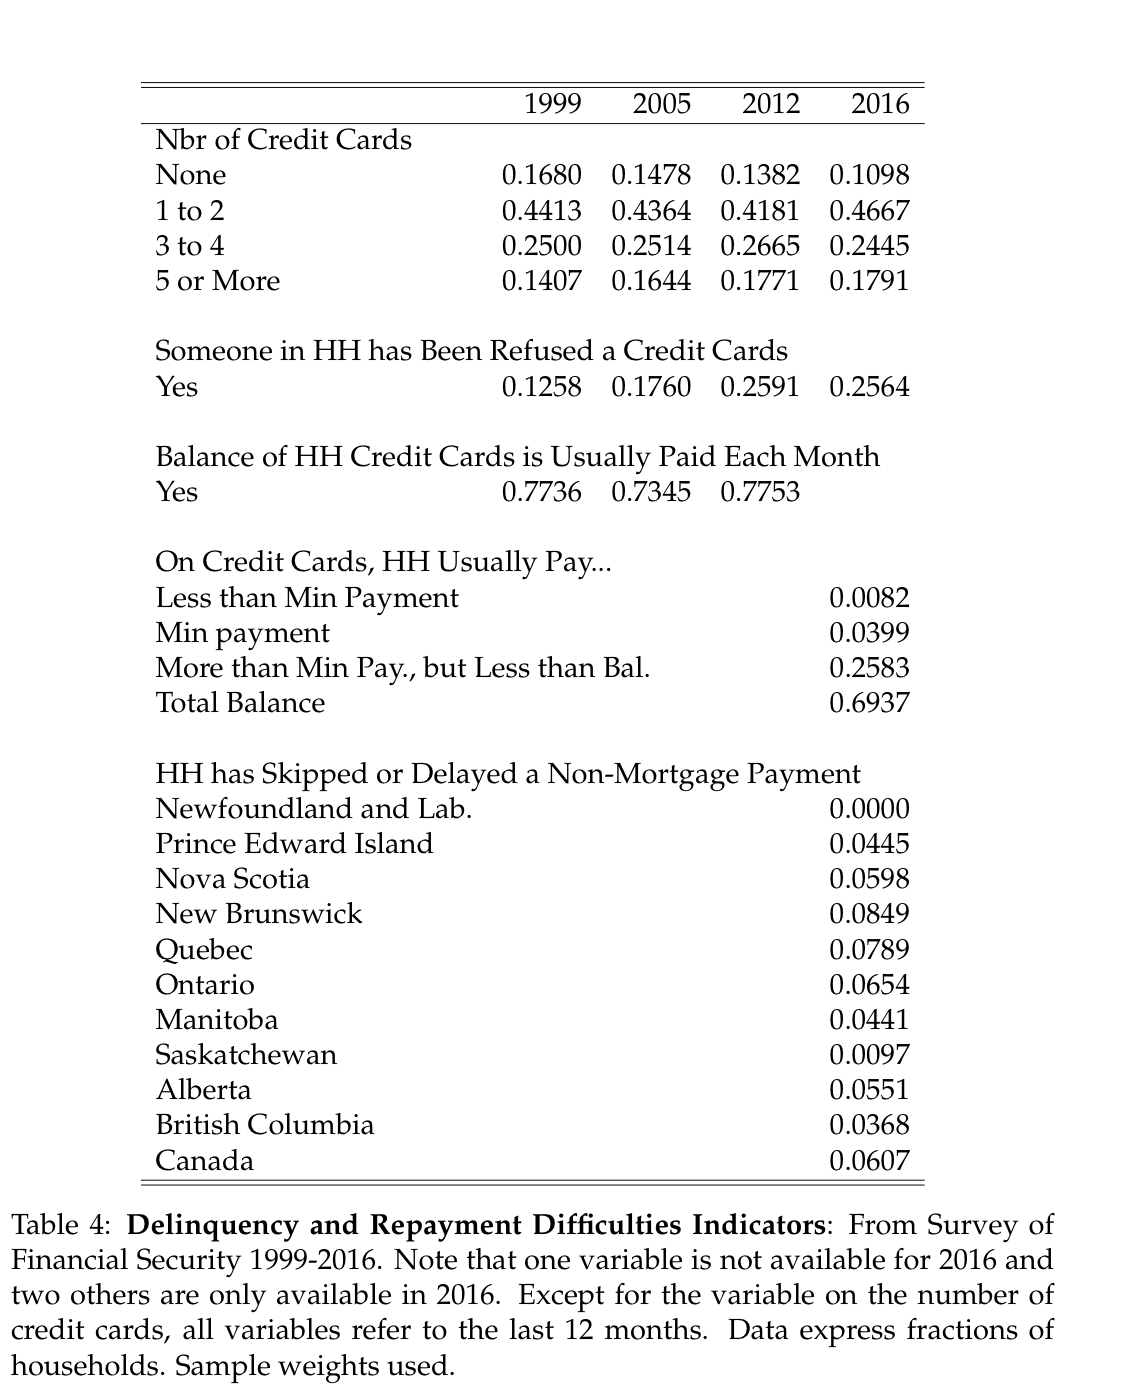 1999 2005 2012 2016
Nbr of Credit Cards
None 0.1680 0.1478 0.1382 0.1098
1 to 2 0.4413 0.4364 0.4181 0.4667
3 to 4 0.2500 0.2514 0.2665 0.2445
5 or More 0.1407 0.1644 0.1771 0.1791
Someone in HH has Been Refused a Credit Cards
Yes 0.1258 0.1760 0.2591 0.2564
Balance of HH Credit Cards is Usually Paid Each Month
Yes 0.7736 0.7345 0.7753
On Credit Cards, HH Usually Pay...
Less than Min Payment 0.0082
Min payment 0.0399
More than Min Pay., but Less than Bal. 0.2583
Total Balance 0.6937
HH has Skipped or Delayed a Non-Mortgage Payment
Newfoundland and Lab. 0.0000
Prince Edward Island 0.0445
Nova Scotia 0.0598
New Brunswick 0.0849
Quebec 0.0789
Ontario 0.0654
Manitoba 0.0441
Saskatchewan 0.0097
Alberta 0.0551
British Columbia 0.0368
Canada 0.0607
Table 4: Delinquency and Repayment Difficulties Indicators: From Survey of
Financial Security 1999-2016. Note that one variable is not available for 2016 and
two others are only available in 2016. Except for the variable on the number of
credit cards, all variables refer to the last 12 months. Data express fractions of
households. Sample weights used.